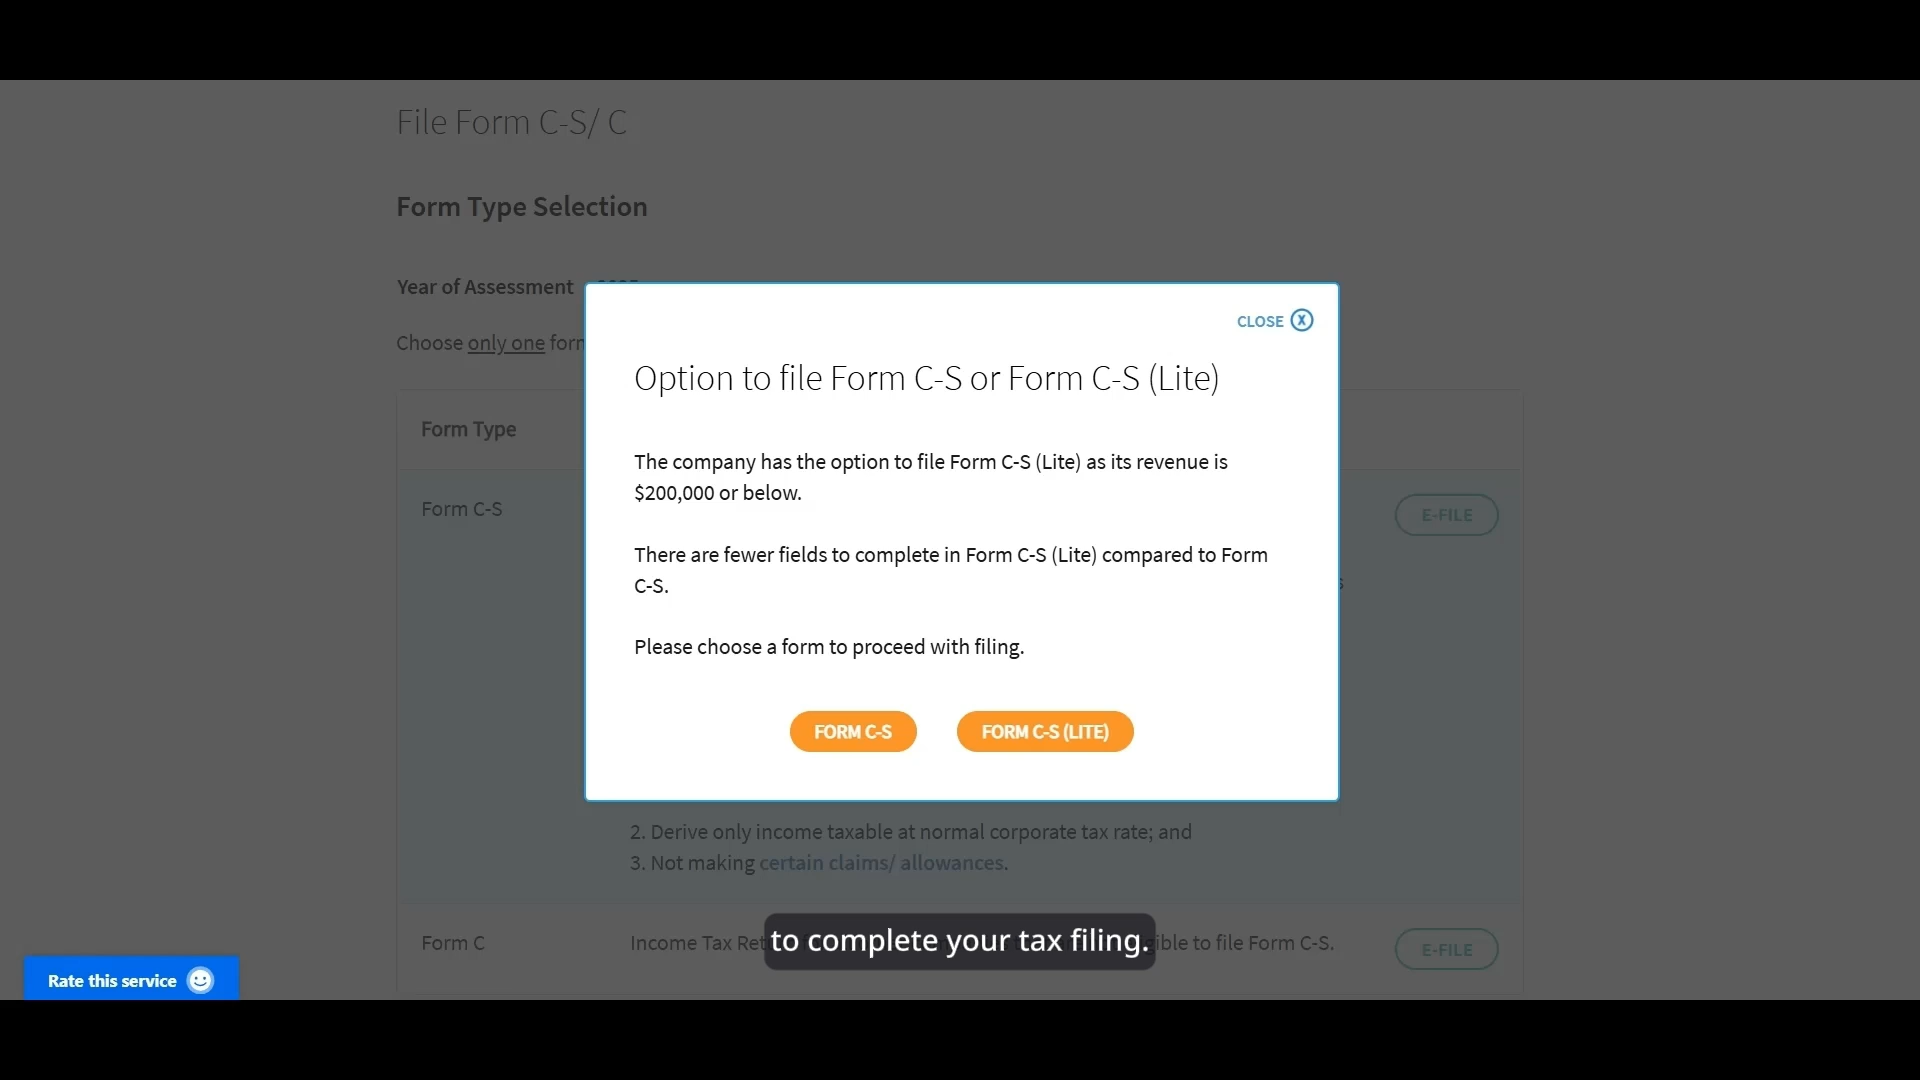 File Form C-S/ C
Form Type Selection
Year of Assessment
Choose only one
CLOSE X
Option to file Form C-S or Form C-S (Lite)
The company has the option to file Form C-S (Lite) as its revenue is
$200,000 or below.
There are fewer fields to complete in Form C-S (Lite) compared to Form
C-S.
Please choose a form to proceed with filing.
FORM C-S
FORM C-S (LITE)
Form Type
Form C-S
E-FILE
2. Derive only income taxable at normal corporate tax rate; and
3. Not making certain claims/ allowances.
Form C
Income Tax to file Form C-S.
E-FILE
to complete your tax filing.
Rate this service